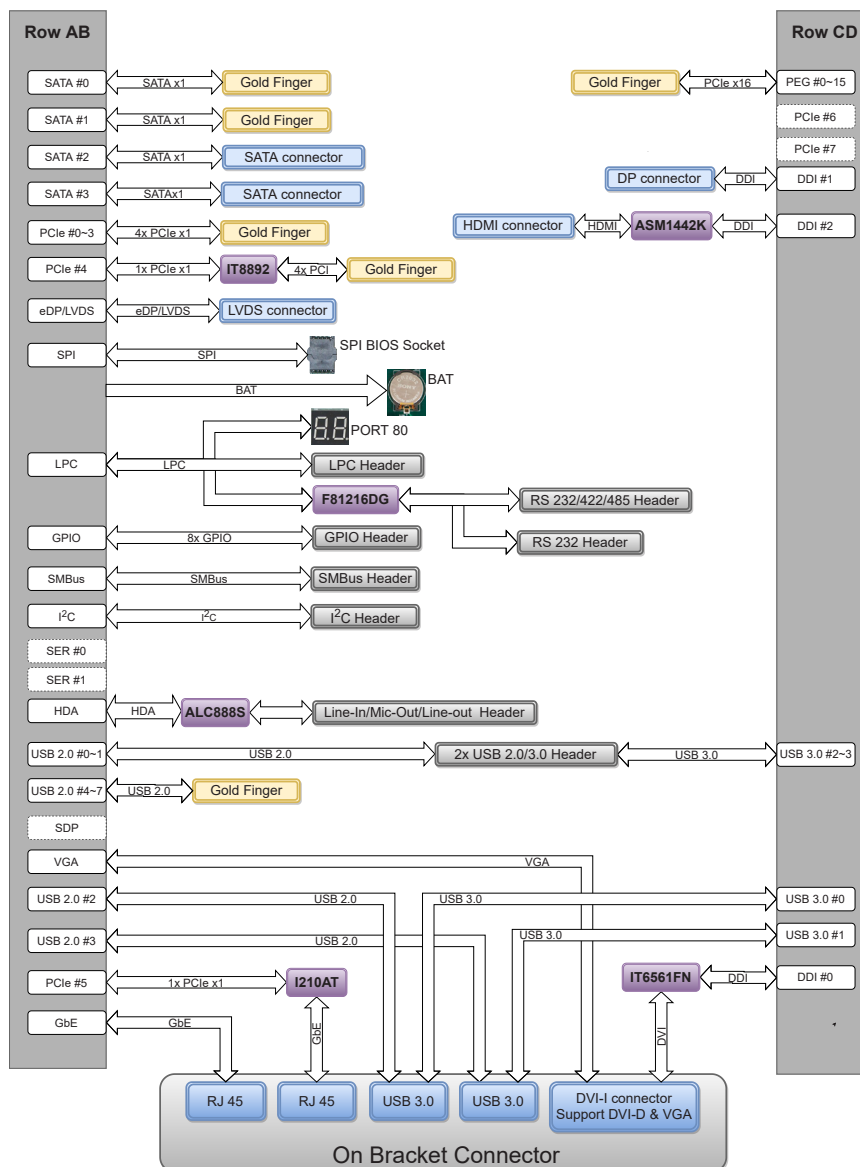 Row AB
Row CD
SATA #0
SATA x1
Gold Finger
Gold Finger
PCIe x16
PEG #0~15
SATA #1
SATA x1
Gold Finger
PCIe #6
SATA #2
SATA x1
SATA connector
PCIe #7
SATA #3
SATAx1
SATA connector
DP connector
DDI
DDI #1
PCIe #0~3
4x PCIe x1
Gold Finger
HDMI connector
HDMI
ASM1442K
DDI
DDI #2
PCIe #4
1x PCIe x1
IT8892
4x PCI
Gold Finger
eDP/LVDS
eDP/LVDS
LVDS connector
SPI
SPI
SPI BIOS Socket
BAT
BAT
PORT 80
LPC
LPC
LPC Header
F81216DG
RS 232/422/485 Header
GPIO
8x GPIO
GPIO Header
RS 232 Header
SMBus
SMBus
SMBus Header
I²C
I²C
I²C Header
SER #0
SER #1
HDA
HDA
ALC888S
Line-In/Mic-Out/Line-out Header
USB 2.0 #0~1
USB 2.0
2x USB 2.0/3.0 Header
USB 3.0
USB 3.0 #2~3
USB 2.0 #4~7
USB 2.0
Gold Finger
SDP
VGA
VGA
USB 2.0 #2
USB 2.0
USB 3.0
USB 3.0 #0
USB 2.0 #3
USB 2.0
USB 3.0
USB 3.0 #1
PCIe #5
1x PCIe x1
I210AT
IT6561FN
DDI
DDI #0
GbE
GbE
GbE
DVI
RJ 45
RJ 45
USB 3.0
USB 3.0
DVI-I connector
Support DVI-D & VGA
On Bracket Connector